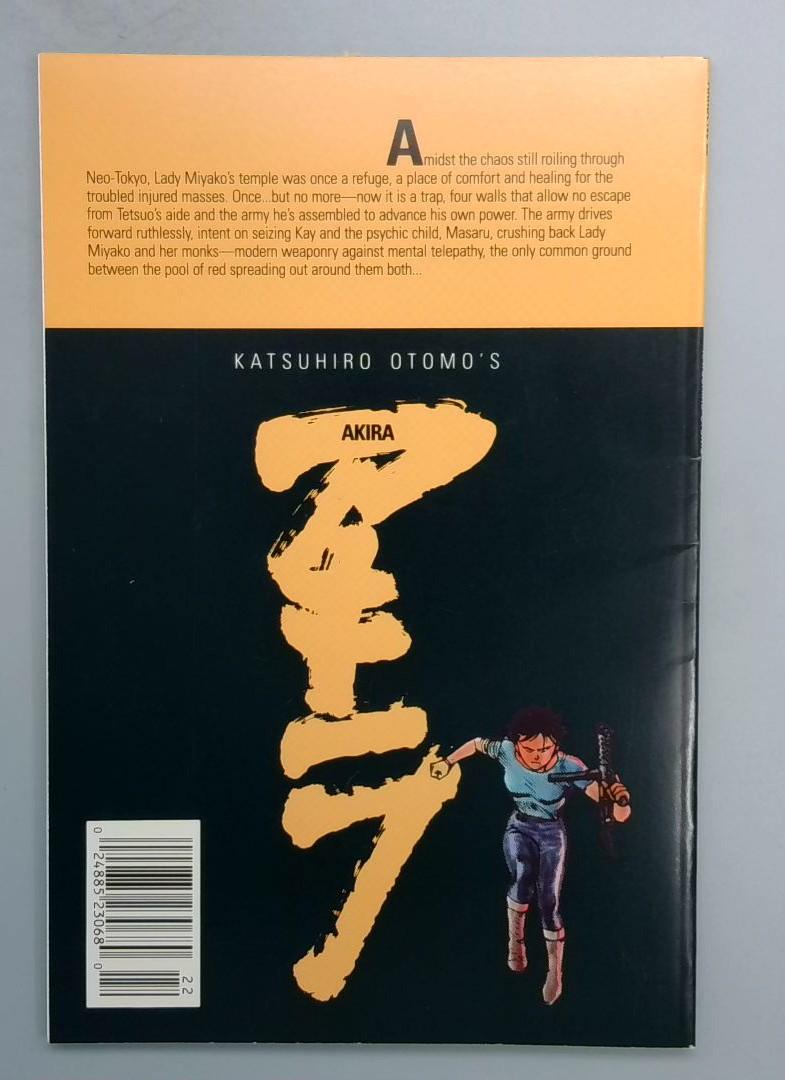 Amidst the chaos still roiling through
Neo-Tokyo, Lady Miyako's temple was once a refuge, a place of comfort and healing for the
troubled injured masses. Once...but no more—now it is a trap, four walls that allow no escape
from Tetsuo's aide and the army he's assembled to advance his own power. The army drives
forward ruthlessly, intent on seizing Kay and the psychic child, Masaru, crushing back Lady
Miyako and her monks—modern weaponry against mental telepathy, the only common ground
between the pool of red spreading out around them both...
KATSUHIRO OTOMO'S
AKIRA
アキラ
0 24885 23068 0
22